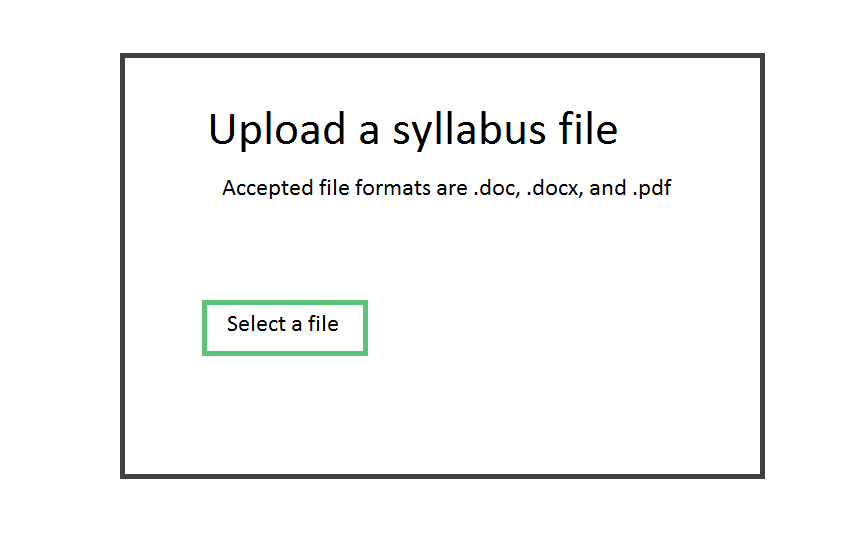 Upload a syllabus file
Accepted file formats are .doc, .docx, and .pdf
Select a file